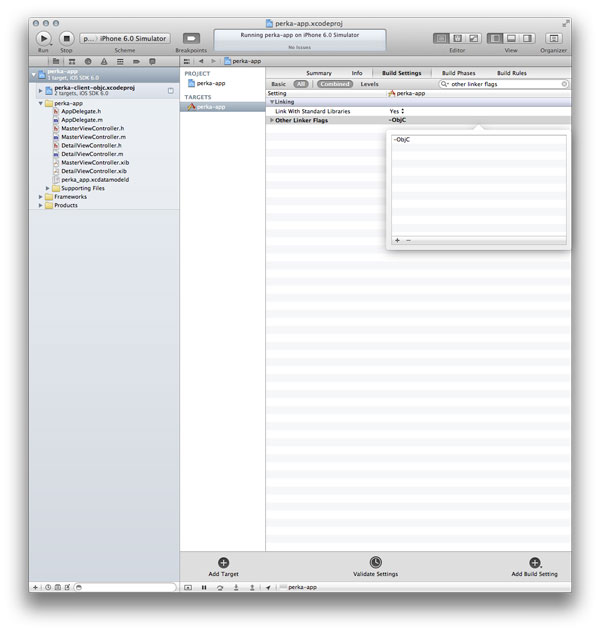 perka-app.xcodeproj
Running perka-app on iPhone 6.0 Simulator
No Issues
p... iPhone 6.0 Simulator
Run Stop Scheme Breakpoints Editor View Organizer
perka-app
perka-app
1 target, iOS SDK 6.0
perka-client-objc.xcodeproj
2 targets, iOS SDK 6.0
perka-app
AppDelegate.h
AppDelegate.m
MasterViewController.h
MasterViewController.m
DetailViewController.h
DetailViewController.m
MasterViewController.xib
DetailViewController.xib
perka_app.xcdatamodeld
Supporting Files
Frameworks
Products
PROJECT
perka-app
TARGETS
perka-app
Summary Info Build Settings Build Phases Build Rules
Basic All Combined Levels other linker flags
Setting perka-app
Linking
Link With Standard Libraries Yes
Other Linker Flags -ObjC
-ObjC
Add Target Validate Settings Add Build Setting
perka-app